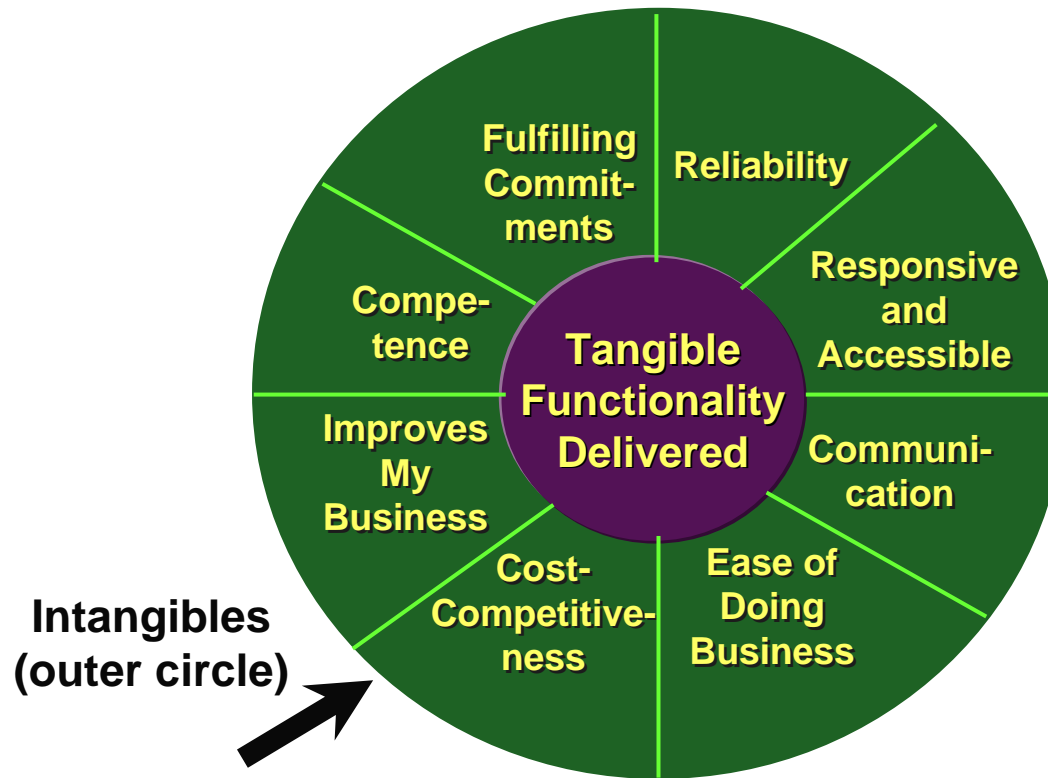 Fulfilling
Commit-
ments
Reliability
Responsive
and
Accessible
Compe-
tence
Tangible
Functionality
Delivered
Improves
My
Business
Communi-
cation
Cost-
Competitive-
ness
Ease of
Doing
Business
Intangibles
(outer circle)